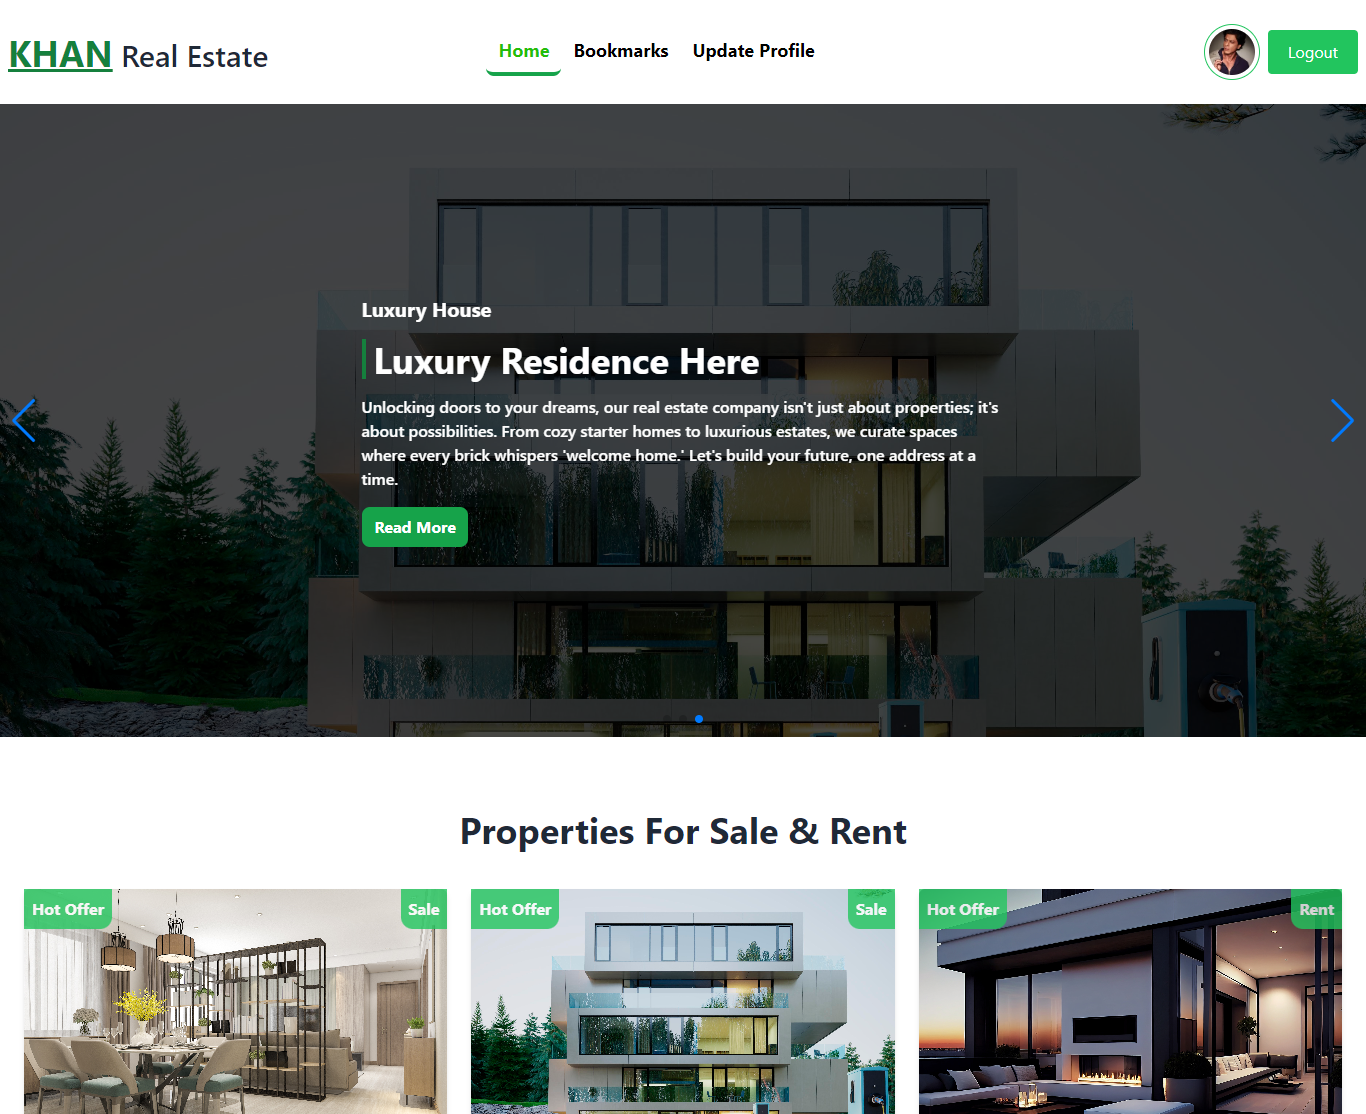 KHAN Real Estate
Home Bookmarks Update Profile
Logout
Luxury House
Luxury Residence Here
Unlocking doors to your dreams, our real estate company isn't just about properties; it's
about possibilities. From cozy starter homes to luxurious estates, we curate spaces
where every brick whispers 'welcome home.' Let's build your future, one address at a
time.
Read More
Properties For Sale & Rent
Hot Offer Sale
Hot Offer Sale
Hot Offer Rent